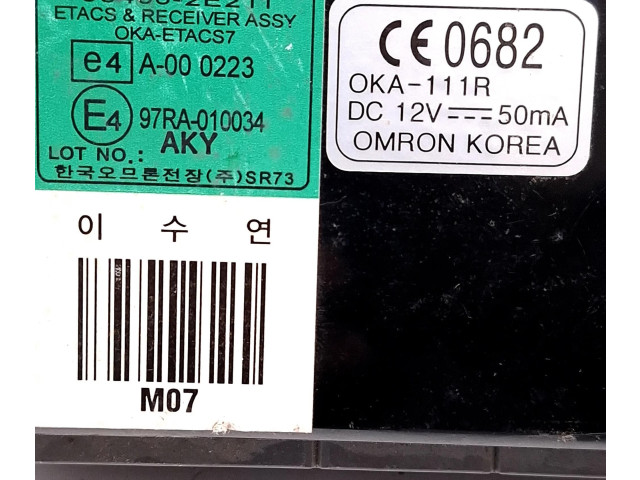 ETACS & RECEIVER ASSY
OKA-ETACS7
e4 A-00 0223
E4 97RA-010034
AKY
LOT NO.:
한국오므론전장(주)SR73
이 수 연
M07
CE 0682
OKA-111R
DC 12V 50mA
OMRON KOREA